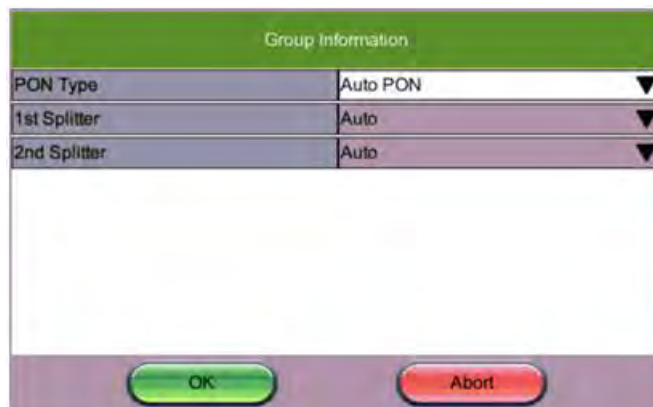 Group Information
PON Type Auto PON
1st Splitter Auto
2nd Splitter Auto
OK Abort